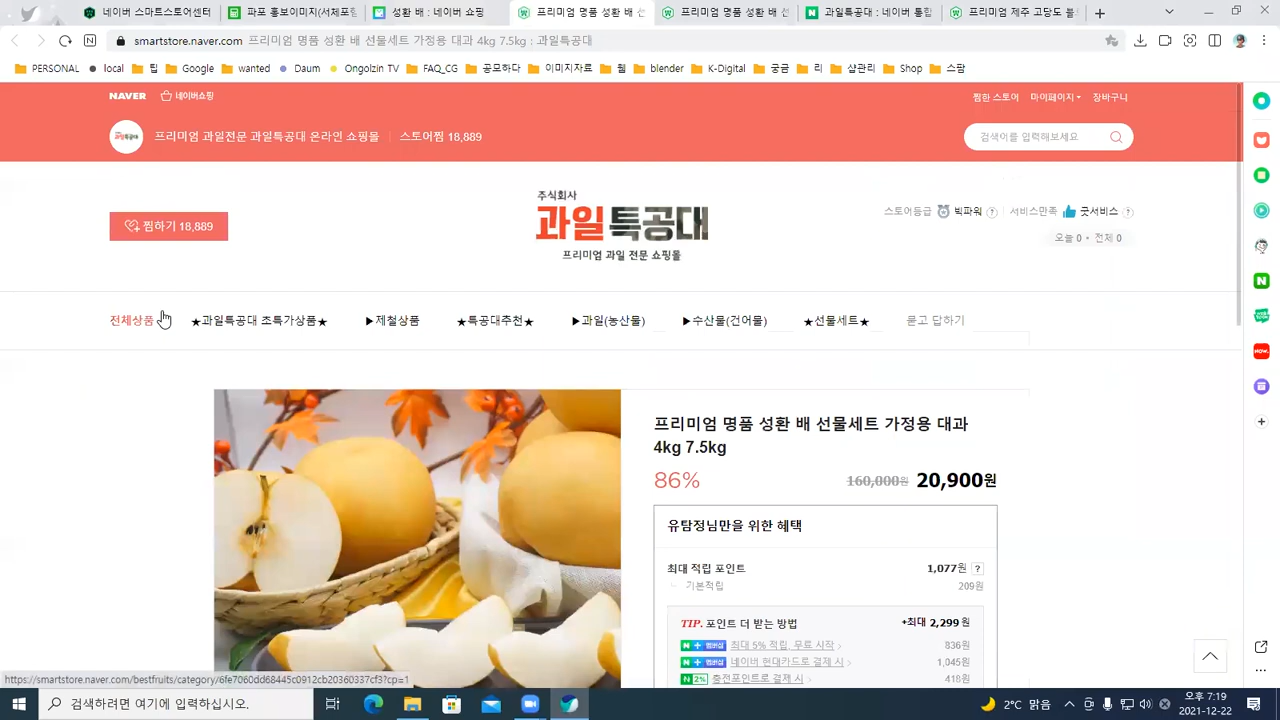 네이버 스마트스토어센터
파포 홍보이미지(서체포함
성환 배 : 네이버 쇼핑
프리미엄 명품 성환 배 선
프리미엄 명품 성환 배 선
과일특공대 : 네이버 통합
프리미엄 제주 고당도 불
smartstore.naver.com 프리미엄 명품 성환 배 선물세트 가정용 대과 4kg 7.5kg : 과일특공대
PERSONAL local 팁 Google wanted Daum Ongolzin TV FAQ_CG 공모하다 이미지자료 웹 blender K-Digital 궁금 리 샵관리 Shop 스팜
NAVER 네이버쇼핑
찜한 스토어 마이페이지 장바구니
과일특공대 프리미엄 과일전문 과일특공대 온라인 쇼핑몰 스토어찜 18,889
검색어를 입력해보세요
주식회사
과일특공대
프리미엄 과일 전문 쇼핑몰
찜하기 18,889
스토어등급 빅파워 ? 서비스만족 굿서비스 ?
오늘 0 • 전체 0
전체상품 ★과일특공대 초특가상품★ ▶제철상품 ★특공대추천★ ▶과일(농산물) ▶수산물(건어물) ★선물세트★ 묻고 답하기
NOW.
프리미엄 명품 성환 배 선물세트 가정용 대과
4kg 7.5kg
86% 160,000원 20,900원
유탐정님만을 위한 혜택
최대 적립 포인트 1,077원 ?
기본적립 209원
TIP. 포인트 더 받는 방법 +최대 2,299원
N + 멤버십 최대 5% 적립, 무료 시작 > 836원
N + 멤버십 네이버 현대카드로 결제 시 > 1,045원
N 2% 충전포인트로 결제 시 > 418원
https://smartstore.naver.com/bestfruits/category/6fe7060dd68445c0912cb20360337cf3?cp=1
검색하려면 여기에 입력하십시오.
2°C 맑음
오후 7:19
2021-12-22